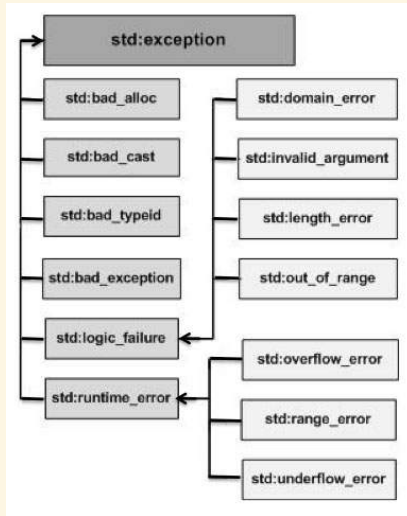 std:exception
std:bad_alloc
std:bad_cast
std:bad_typeid
std:bad_exception
std:logic_failure
std:runtime_error
std:domain_error
std:invalid_argument
std:length_error
std:out_of_range
std:overflow_error
std:range_error
std:underflow_error